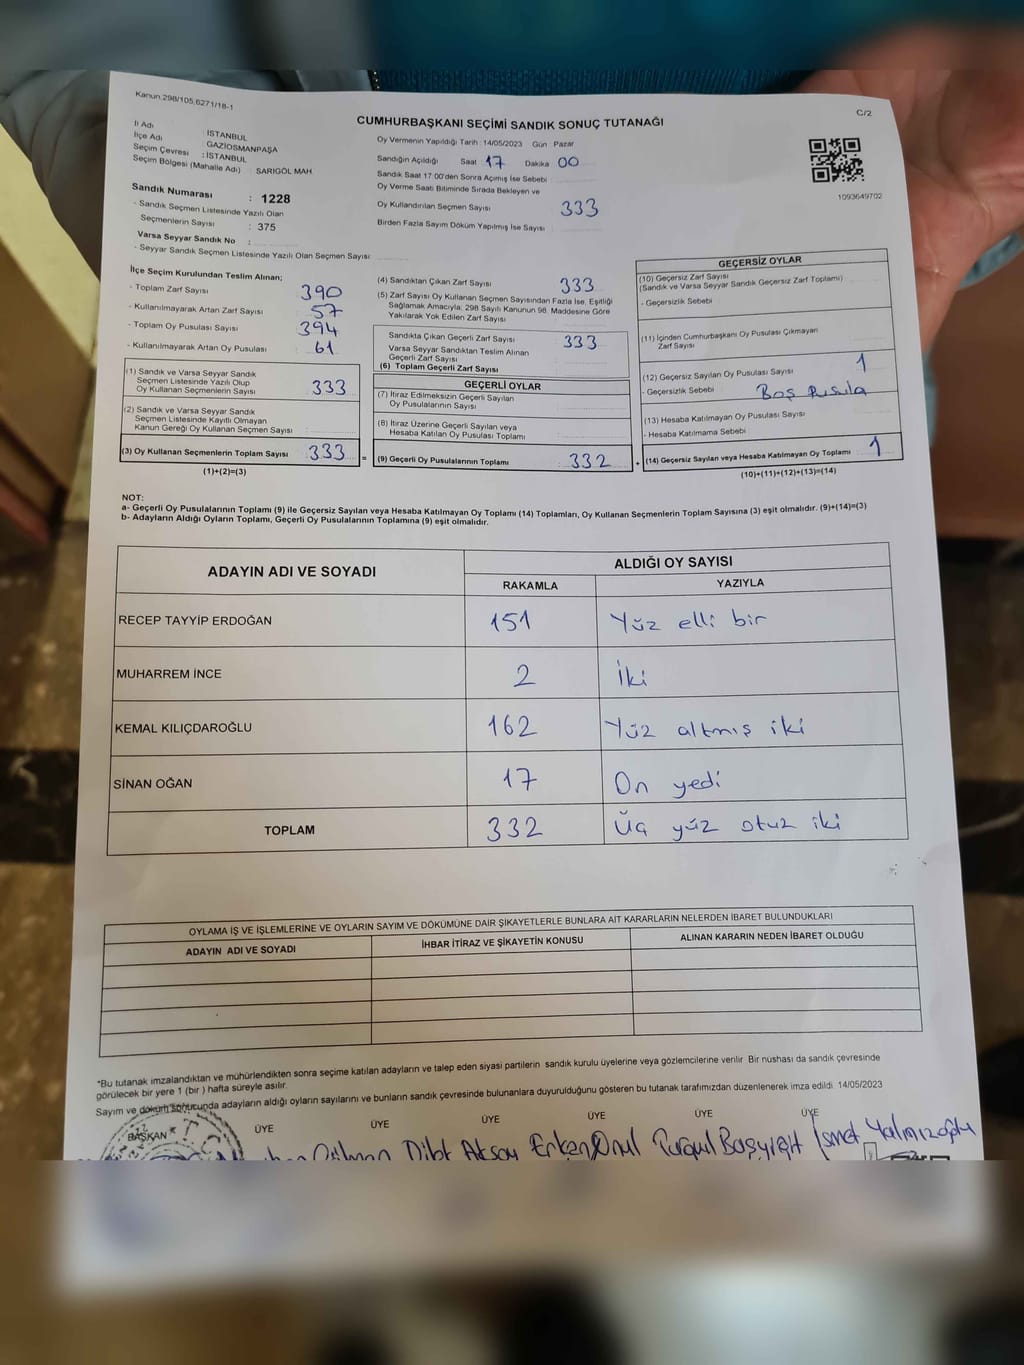 Kanun.298/105,6271/18-1
C/2
CUMHURBAŞKANI SEÇİMİ SANDIK SONUÇ TUTANAĞI
İl Adı : İSTANBUL
İlçe Adı GAZİOSMANPAŞA
Seçim Çevresi : İSTANBUL
Seçim Bölgesi (Mahalle Adı) SARIGÖL MAH
Sandık Numarası : 1228
- Sandık Seçmen Listesinde Yazılı Olan
Seçmenlerin Sayısı : 375
Varsa Seyyar Sandık No :
- Seyyar Sandık Seçmen Listesinde Yazılı Olan Seçmen Sayısı
Oy Vermenin Yapıldığı Tarih : 14/05/2023 Gün Pazar
Sandığın Açıldığı Saat 17 Dakika 00
Sandık Saat 17:00'den Sonra Açımış İse Sebebi
Oy Verme Saati Bitiminde Sırada Bekleyen ve
Oy Kullandırılan Seçmen Sayısı 333
Birden Fazla Sayım Döküm Yapılmış İse Sayısı
1093649702
İlçe Seçim Kurulundan Teslim Alınan;
- Toplam Zarf Sayısı 390
- Kullanılmayarak Artan Zarf Sayısı 57
- Toplam Oy Pusulası Sayısı 394
- Kullanılmayarak Artan Oy Pusulası 61
(1) Sandık ve Varsa Seyyar Sandık
Seçmen Listesinde Yazılı Olup
Oy Kullanan Seçmenlerin Sayısı 333
(2) Sandık ve Varsa Seyyar Sandık
Seçmen Listesinde Kayıtlı Olmayan
Kanun Gereği Oy Kullanan Seçmen Sayısı
(3) Oy Kullanan Seçmenlerin Toplam Sayısı 333
(1)+(2)=(3)
(4) Sandıktan Çıkan Zarf Sayısı 333
(5) Zarf Sayısı Oy Kullanan Seçmen Sayısından Fazla İse, Eşitliği
Sağlamak Amacıyla, 298 Sayılı Kanunun 98. Maddesine Göre
Yakılarak Yok Edilen Zarf Sayısı
Sandıkta Çıkan Geçerli Zarf Sayısı 333
Varsa Seyyar Sandıktan Teslim Alınan
Geçerli Zarf Sayısı
(6) Toplam Geçerli Zarf Sayısı
GEÇERLİ OYLAR
(7) İtiraz Edilmeksizin Geçerli Sayılan
Oy Pusulalarının Sayısı
(8) İtiraz Üzerine Geçerli Sayılan veya
Hesaba Katılan Oy Pusulası Toplamı
= (9) Geçerli Oy Pusulalarının Toplamı 332
GEÇERSİZ OYLAR
(10) Geçersiz Zarf Sayısı
(Sandık ve Varsa Seyyar Sandık Geçersiz Zarf Toplamı)
- Geçersizlik Sebebi
(11) İçinden Cumhurbaşkanı Oy Pusulası Çıkmayan
Zarf Sayısı
(12) Geçersiz Sayılan Oy Pusulası Sayısı 1
- Geçersizlik Sebebi Boş Pusula
(13) Hesaba Katılmayan Oy Pusulası Sayısı
- Hesaba Katılmama Sebebi
+ (14) Geçersiz Sayılan veya Hesaba Katılmayan Oy Toplamı 1
(10)+(11)+(12)+(13)=(14)
NOT:
a- Geçerli Oy Pusulalarının Toplamı (9) ile Geçersiz Sayılan veya Hesaba Katılmayan Oy Toplamı (14) Toplamları, Oy Kullanan Seçmenlerin Toplam Sayısına (3) eşit olmalıdır. (9)+(14)=(3)
b- Adayların Aldığı Oyların Toplamı, Geçerli Oy Pusulalarının Toplamına (9) eşit olmalıdır.
ADAYIN ADI VE SOYADI ALDIĞI OY SAYISI
RAKAMLA YAZIYLA
RECEP TAYYİP ERDOĞAN 151 Yüz elli bir
MUHARREM İNCE 2 İki
KEMAL KILIÇDAROĞLU 162 Yüz altmış iki
SİNAN OĞAN 17 On yedi
TOPLAM 332 Üç yüz otuz iki
OYLAMA İŞ VE İŞLEMLERİNE VE OYLARIN SAYIM VE DÖKÜMÜNE DAİR ŞİKAYETLERLE BUNLARA AİT KARARLARIN NELERDEN İBARET BULUNDUKLARI
ADAYIN ADI VE SOYADI İHBAR İTİRAZ VE ŞİKAYETİN KONUSU ALINAN KARARIN NEDEN İBARET OLDUĞU
*Bu tutanak imzalandıktan ve mühürlendikten sonra seçime katılan adayların ve talep eden siyasi partilerin sandık kurulu üyelerine veya gözlemcilerine verilir Bir nüshası da sandık çevresinde
görülecek bir yere 1 (bir ) hafta süreyle asılır.
Sayım ve döküm sonucunda adayların aldığı oyların sayılarını ve bunların sandık çevresinde bulunanlara duyurulduğunu gösteren bu tutanak tarafımızdan düzenlenerek imza edildi. 14/05/2023
BAŞKAN ÜYE ÜYE ÜYE ÜYE ÜYE ÜYE
Aksoy Erkan Onul İsmet Yalnızoğlu